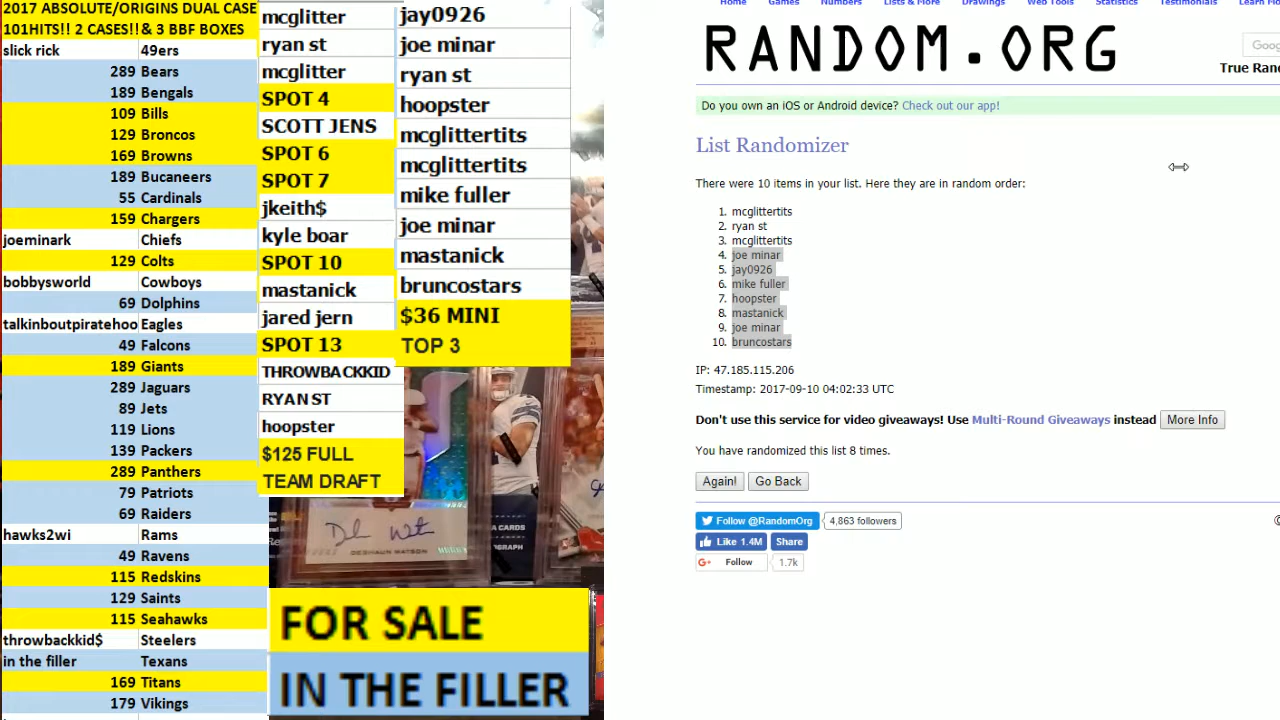 2017 ABSOLUTE/ORIGINS DUAL CASE
101HITS!! 2 CASES!!& 3 BBF BOXES
slick rick 49ers
289 Bears
189 Bengals
109 Bills
129 Broncos
169 Browns
189 Bucaneers
55 Cardinals
159 Chargers
joeminark Chiefs
129 Colts
bobbysworld Cowboys
69 Dolphins
talkinboutpiratehoo Eagles
49 Falcons
189 Giants
289 Jaguars
89 Jets
119 Lions
139 Packers
289 Panthers
79 Patriots
69 Raiders
hawks2wi Rams
49 Ravens
115 Redskins
129 Saints
115 Seahawks
throwbackkid$ Steelers
in the filler Texans
169 Titans
179 Vikings
mcglitter
ryan st
mcglitter
SPOT 4
SCOTT JENS
SPOT 6
SPOT 7
jkeith$
kyle boar
SPOT 10
mastanick
jared jern
SPOT 13
THROWBACKKID
RYAN ST
hoopster
$125 FULL
TEAM DRAFT
jay0926
joe minar
ryan st
hoopster
mcglittertits
mcglittertits
mike fuller
joe minar
mastanick
bruncostars
$36 MINI
TOP 3
DESHAUN WATSON
FOR SALE
IN THE FILLER
Home Games Numbers Lists & More Drawings Web Tools Statistics Testimonials Learn Mo
RANDOM.ORG
Goo
True Ran
Do you own an iOS or Android device? Check out our app!
List Randomizer
There were 10 items in your list. Here they are in random order:
1. mcglittertits
2. ryan st
3. mcglittertits
4. joe minar
5. jay0926
6. mike fuller
7. hoopster
8. mastanick
9. joe minar
10. bruncostars
IP: 47.185.115.206
Timestamp: 2017-09-10 04:02:33 UTC
Don't use this service for video giveaways! Use Multi-Round Giveaways instead More Info
You have randomized this list 8 times.
Again! Go Back
Follow @RandomOrg 4,863 followers
Like 1.4M Share
G+ Follow 1.7k